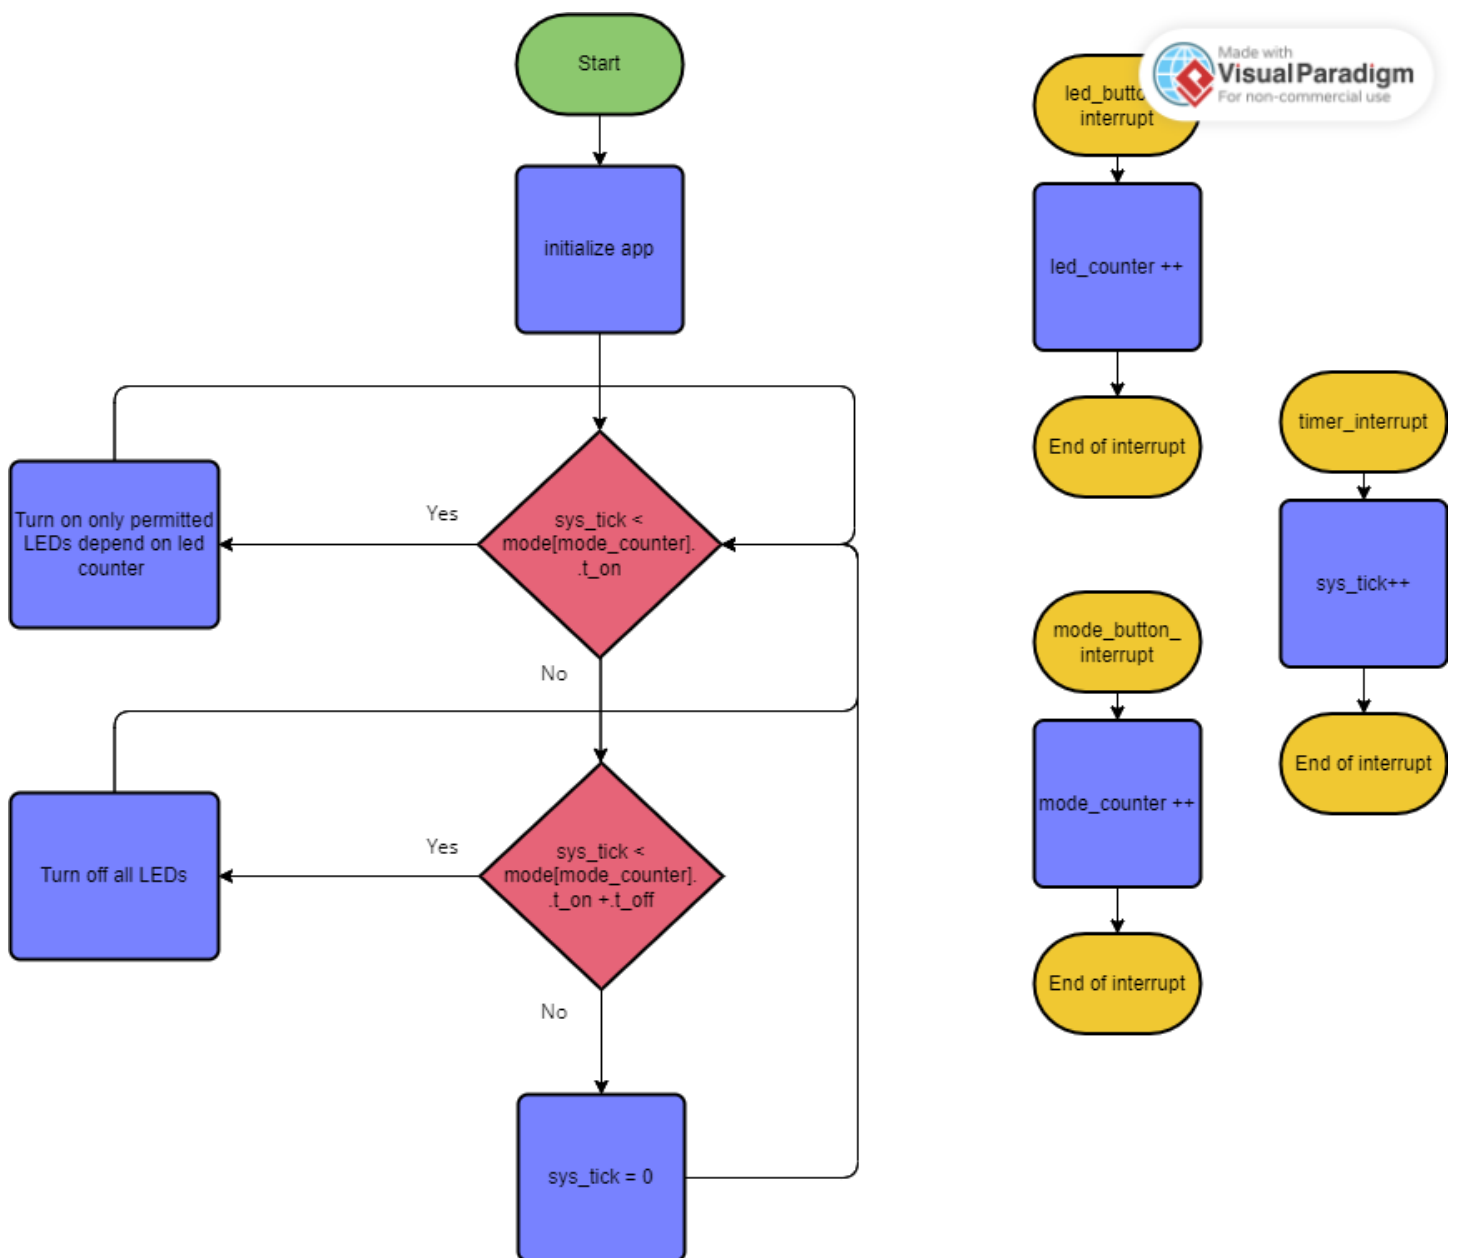 Start
initialize app
Yes
sys_tick <
mode[mode_counter].
.t_on
Turn on only permitted
LEDs depend on led
counter
No
Yes
sys_tick <
mode[mode_counter].
.t_on +.t_off
Turn off all LEDs
No
sys_tick = 0
Made with
Visual Paradigm
For non-commercial use
interrupt
led_counter ++
End of interrupt
timer_interrupt
sys_tick++
End of interrupt
mode_button_
interrupt
mode_counter ++
End of interrupt